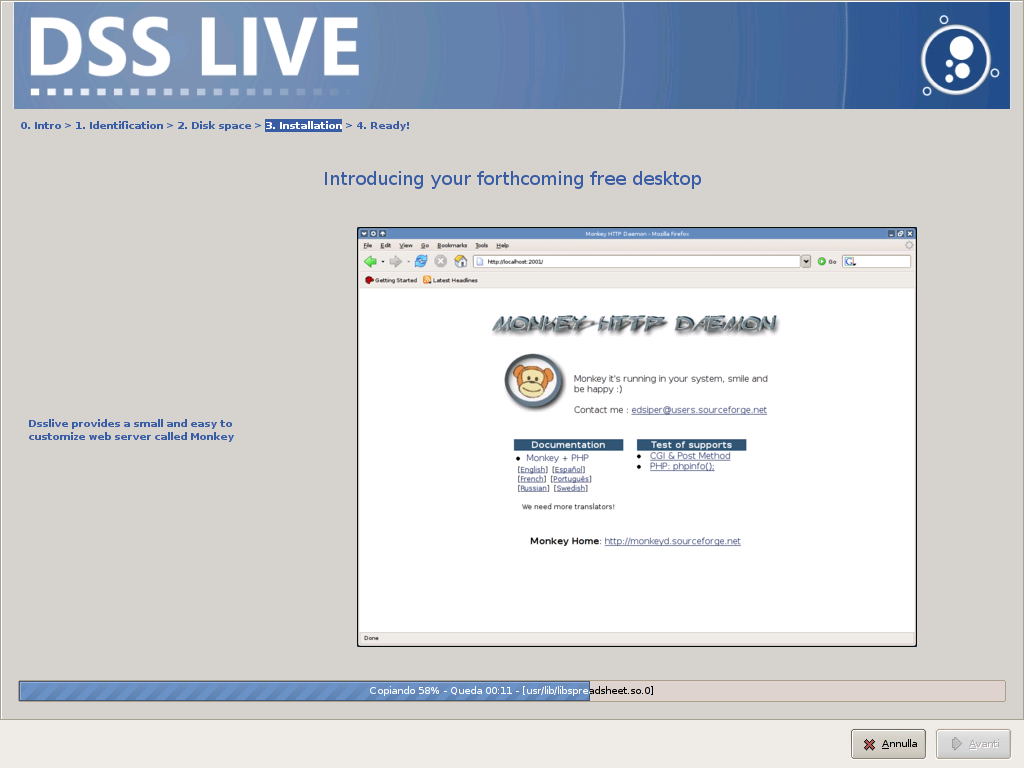 DSS LIVE
0. Intro > 1. Identification > 2. Disk space > 3. Installation > 4. Ready!
Introducing your forthcoming free desktop
Monkey HTTP Daemon - Mozilla Firefox
File Edit View Go Bookmarks Tools Help
http://localhost:2001/ Go
Getting Started Latest Headlines
MONKEY HTTP DAEMON
Monkey it's running in your system, smile and
be happy :)
Contact me : edsiper@users.sourceforge.net
Dsslive provides a small and easy to
customize web server called Monkey
Documentation Test of supports
Monkey + PHP CGI & Post Method
[English] [Español] PHP: phpinfo();
[French] [Português]
[Russian] [Swedish]
We need more translators!
Monkey Home: http://monkeyd.sourceforge.net
Done
Copiando 58% - Queda 00:11 - [usr/lib/libspreadsheet.so.0]
Annulla Avanti